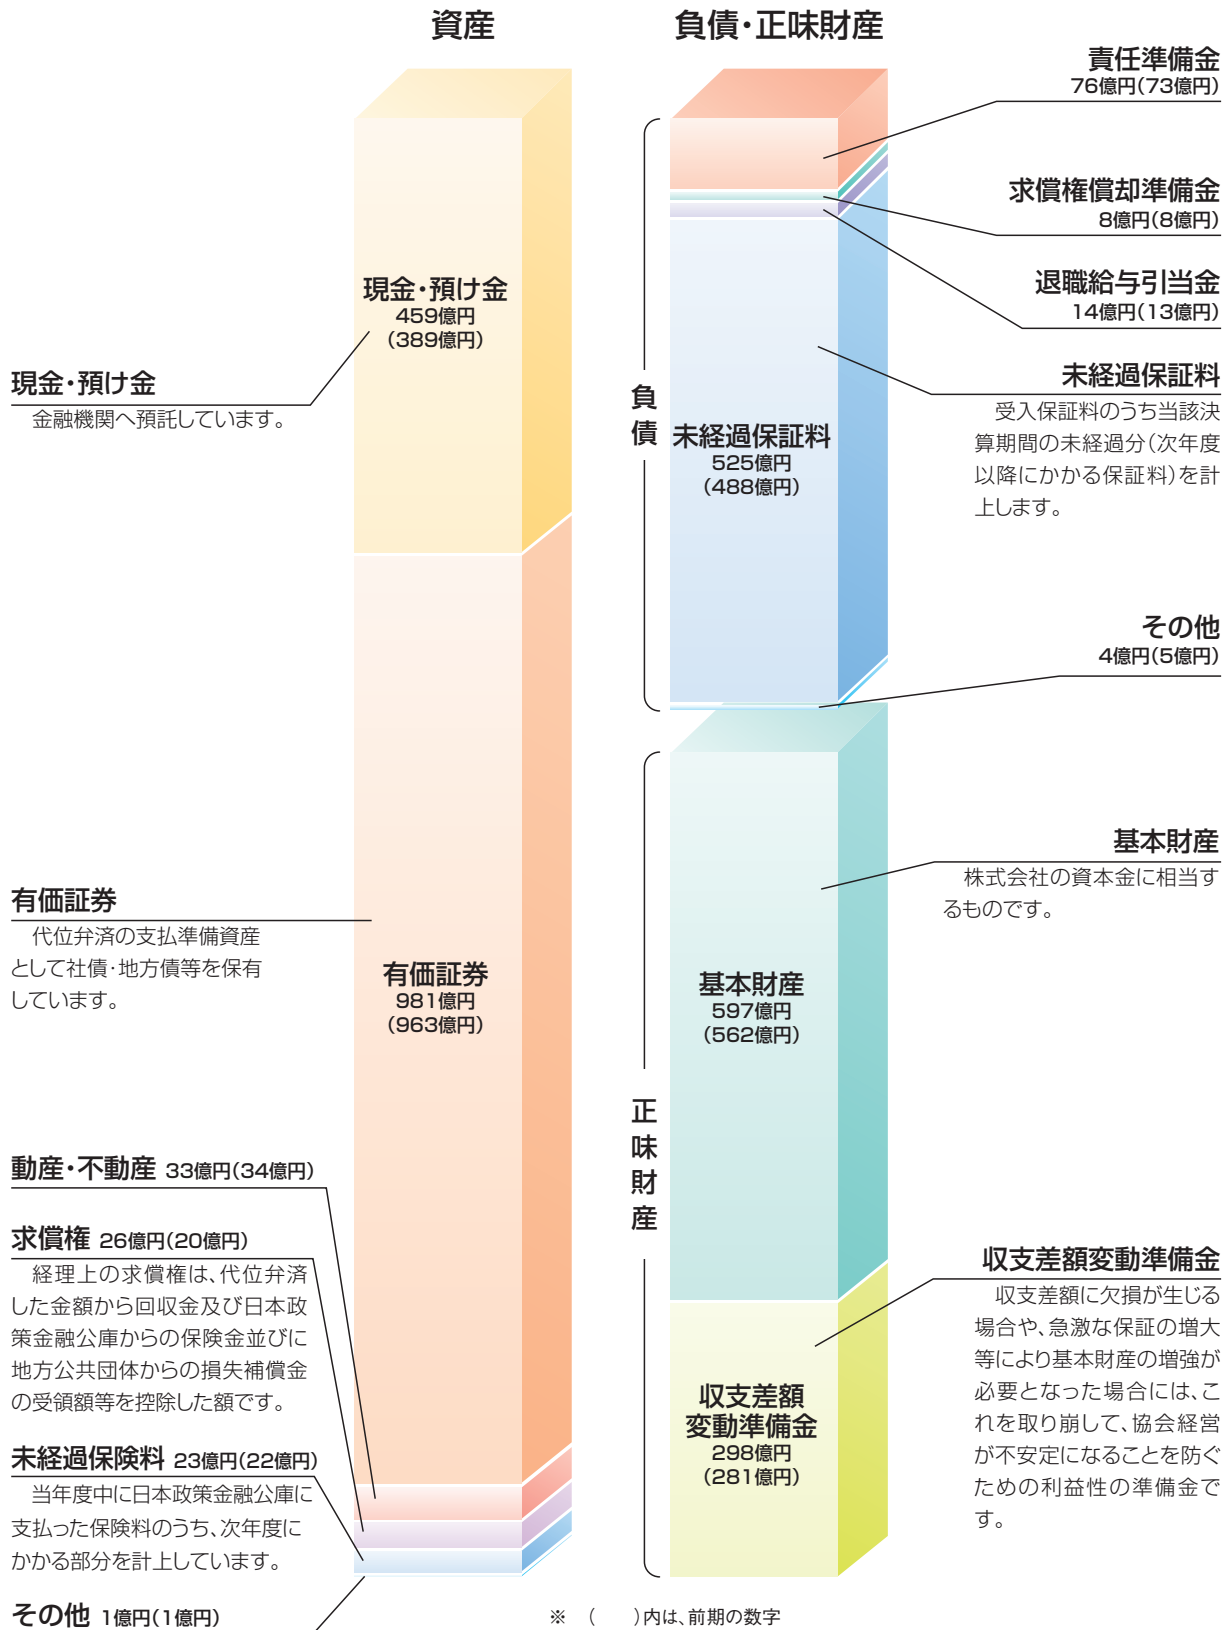 資産
現金・預け金
459億円
(389億円)
現金・預け金
金融機関へ預託しています。
有価証券
代位弁済の支払準備資産
として社債・地方債等を保有
しています。
有価証券
981億円
(963億円)
動産・不動産 33億円(34億円)
求償権 26億円(20億円)
経理上の求償権は、代位弁済
した金額から回収金及び日本政
策金融公庫からの保険金並びに
地方公共団体からの損失補償金
の受領額等を控除した額です。
未経過保険料 23億円(22億円)
当年度中に日本政策金融公庫に
支払った保険料のうち、次年度に
かかる部分を計上しています。
その他 1億円(1億円)
負債・正味財産
責任準備金
76億円(73億円)
求償権償却準備金
8億円(8億円)
退職給与引当金
14億円(13億円)
負債
未経過保証料
525億円
(488億円)
未経過保証料
受入保証料のうち当該決
算期間の未経過分(次年度
以降にかかる保証料)を計
上します。
その他
4億円(5億円)
正味財産
基本財産
597億円
(562億円)
基本財産
株式会社の資本金に相当す
るものです。
収支差額
変動準備金
298億円
(281億円)
収支差額変動準備金
収支差額に欠損が生じる
場合や、急激な保証の増大
等により基本財産の増強が
必要となった場合には、こ
れを取り崩して、協会経営
が不安定になることを防ぐ
ための利益性の準備金で
す。
※ (　　)内は、前期の数字